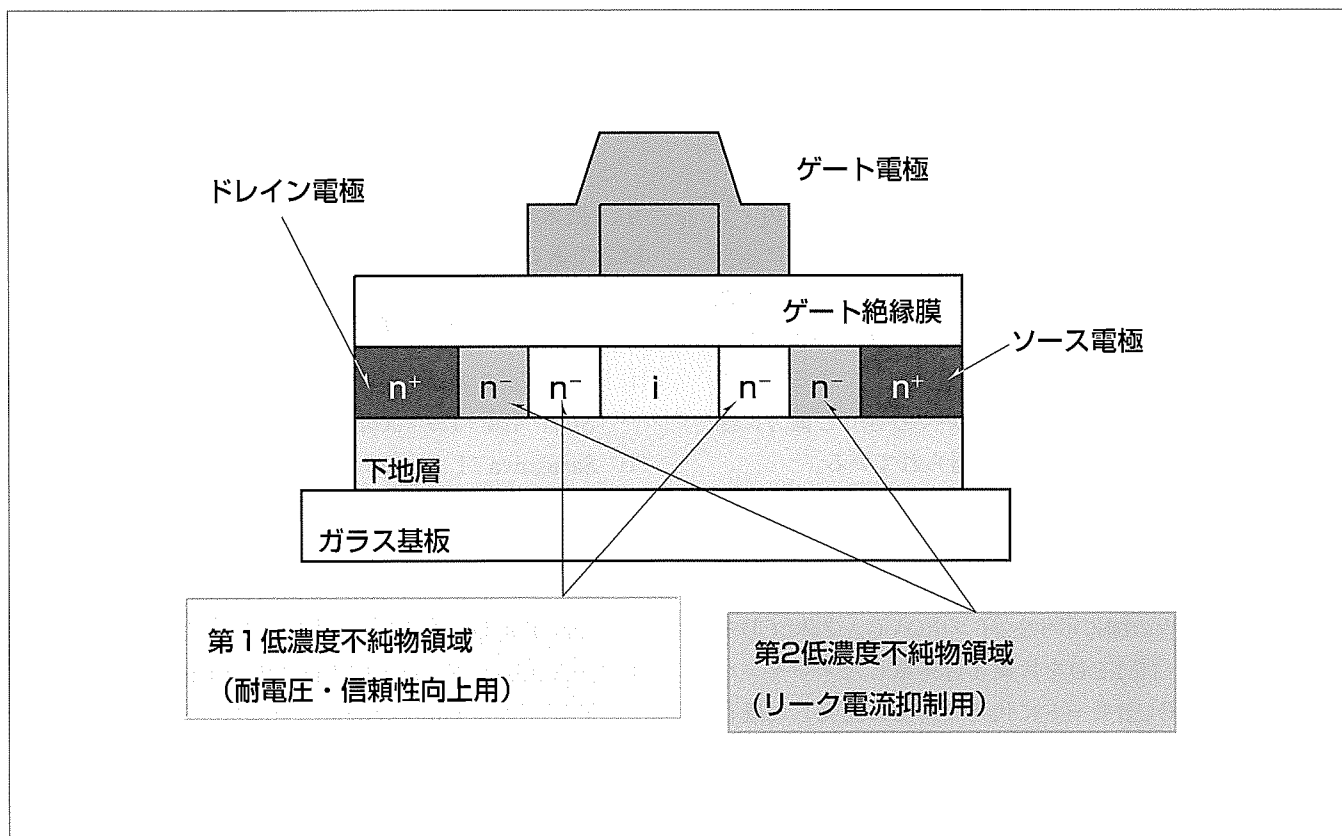 ゲート電極
ドレイン電極
ゲート絶縁膜
ソース電極
n⁺ n⁻ n⁻ i n⁻ n⁻ n⁺
下地層
ガラス基板
第1低濃度不純物領域
（耐電圧・信頼性向上用）
第2低濃度不純物領域
(リーク電流抑制用）